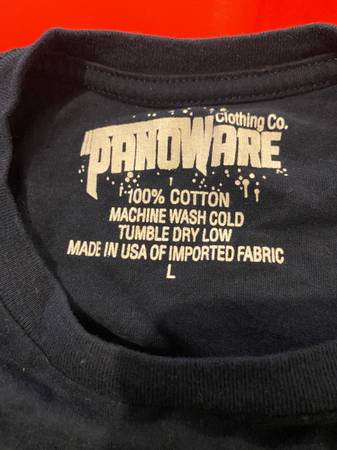 Clothing Co.
PANOWARE
100% COTTON
MACHINE WASH COLD
TUMBLE DRY LOW
MADE IN USA OF IMPORTED FABRIC
L